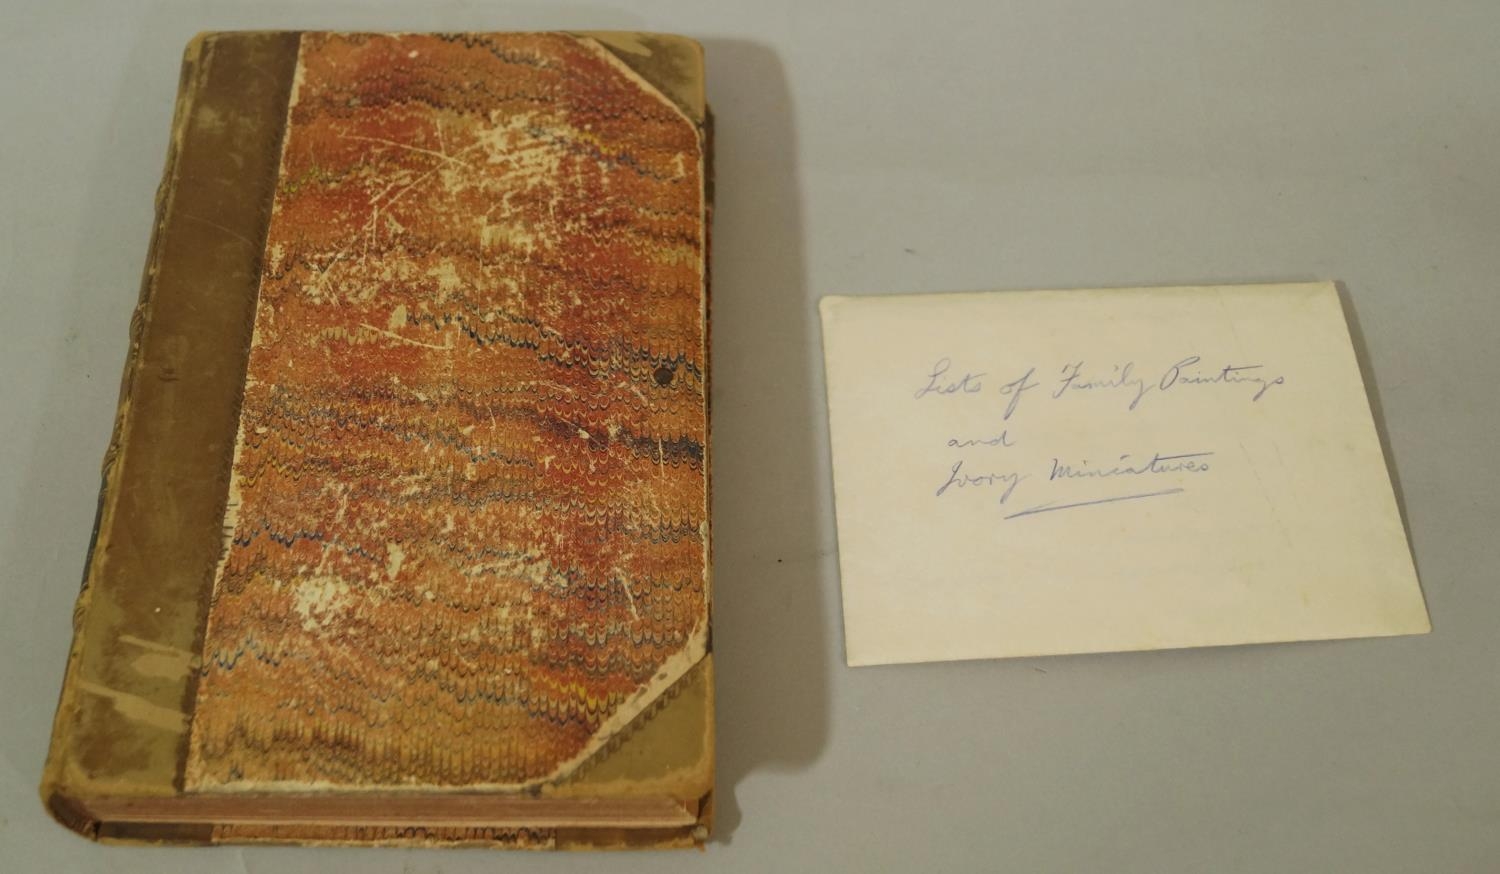 Lists of Family Paintings
and
Ivory Miniatures